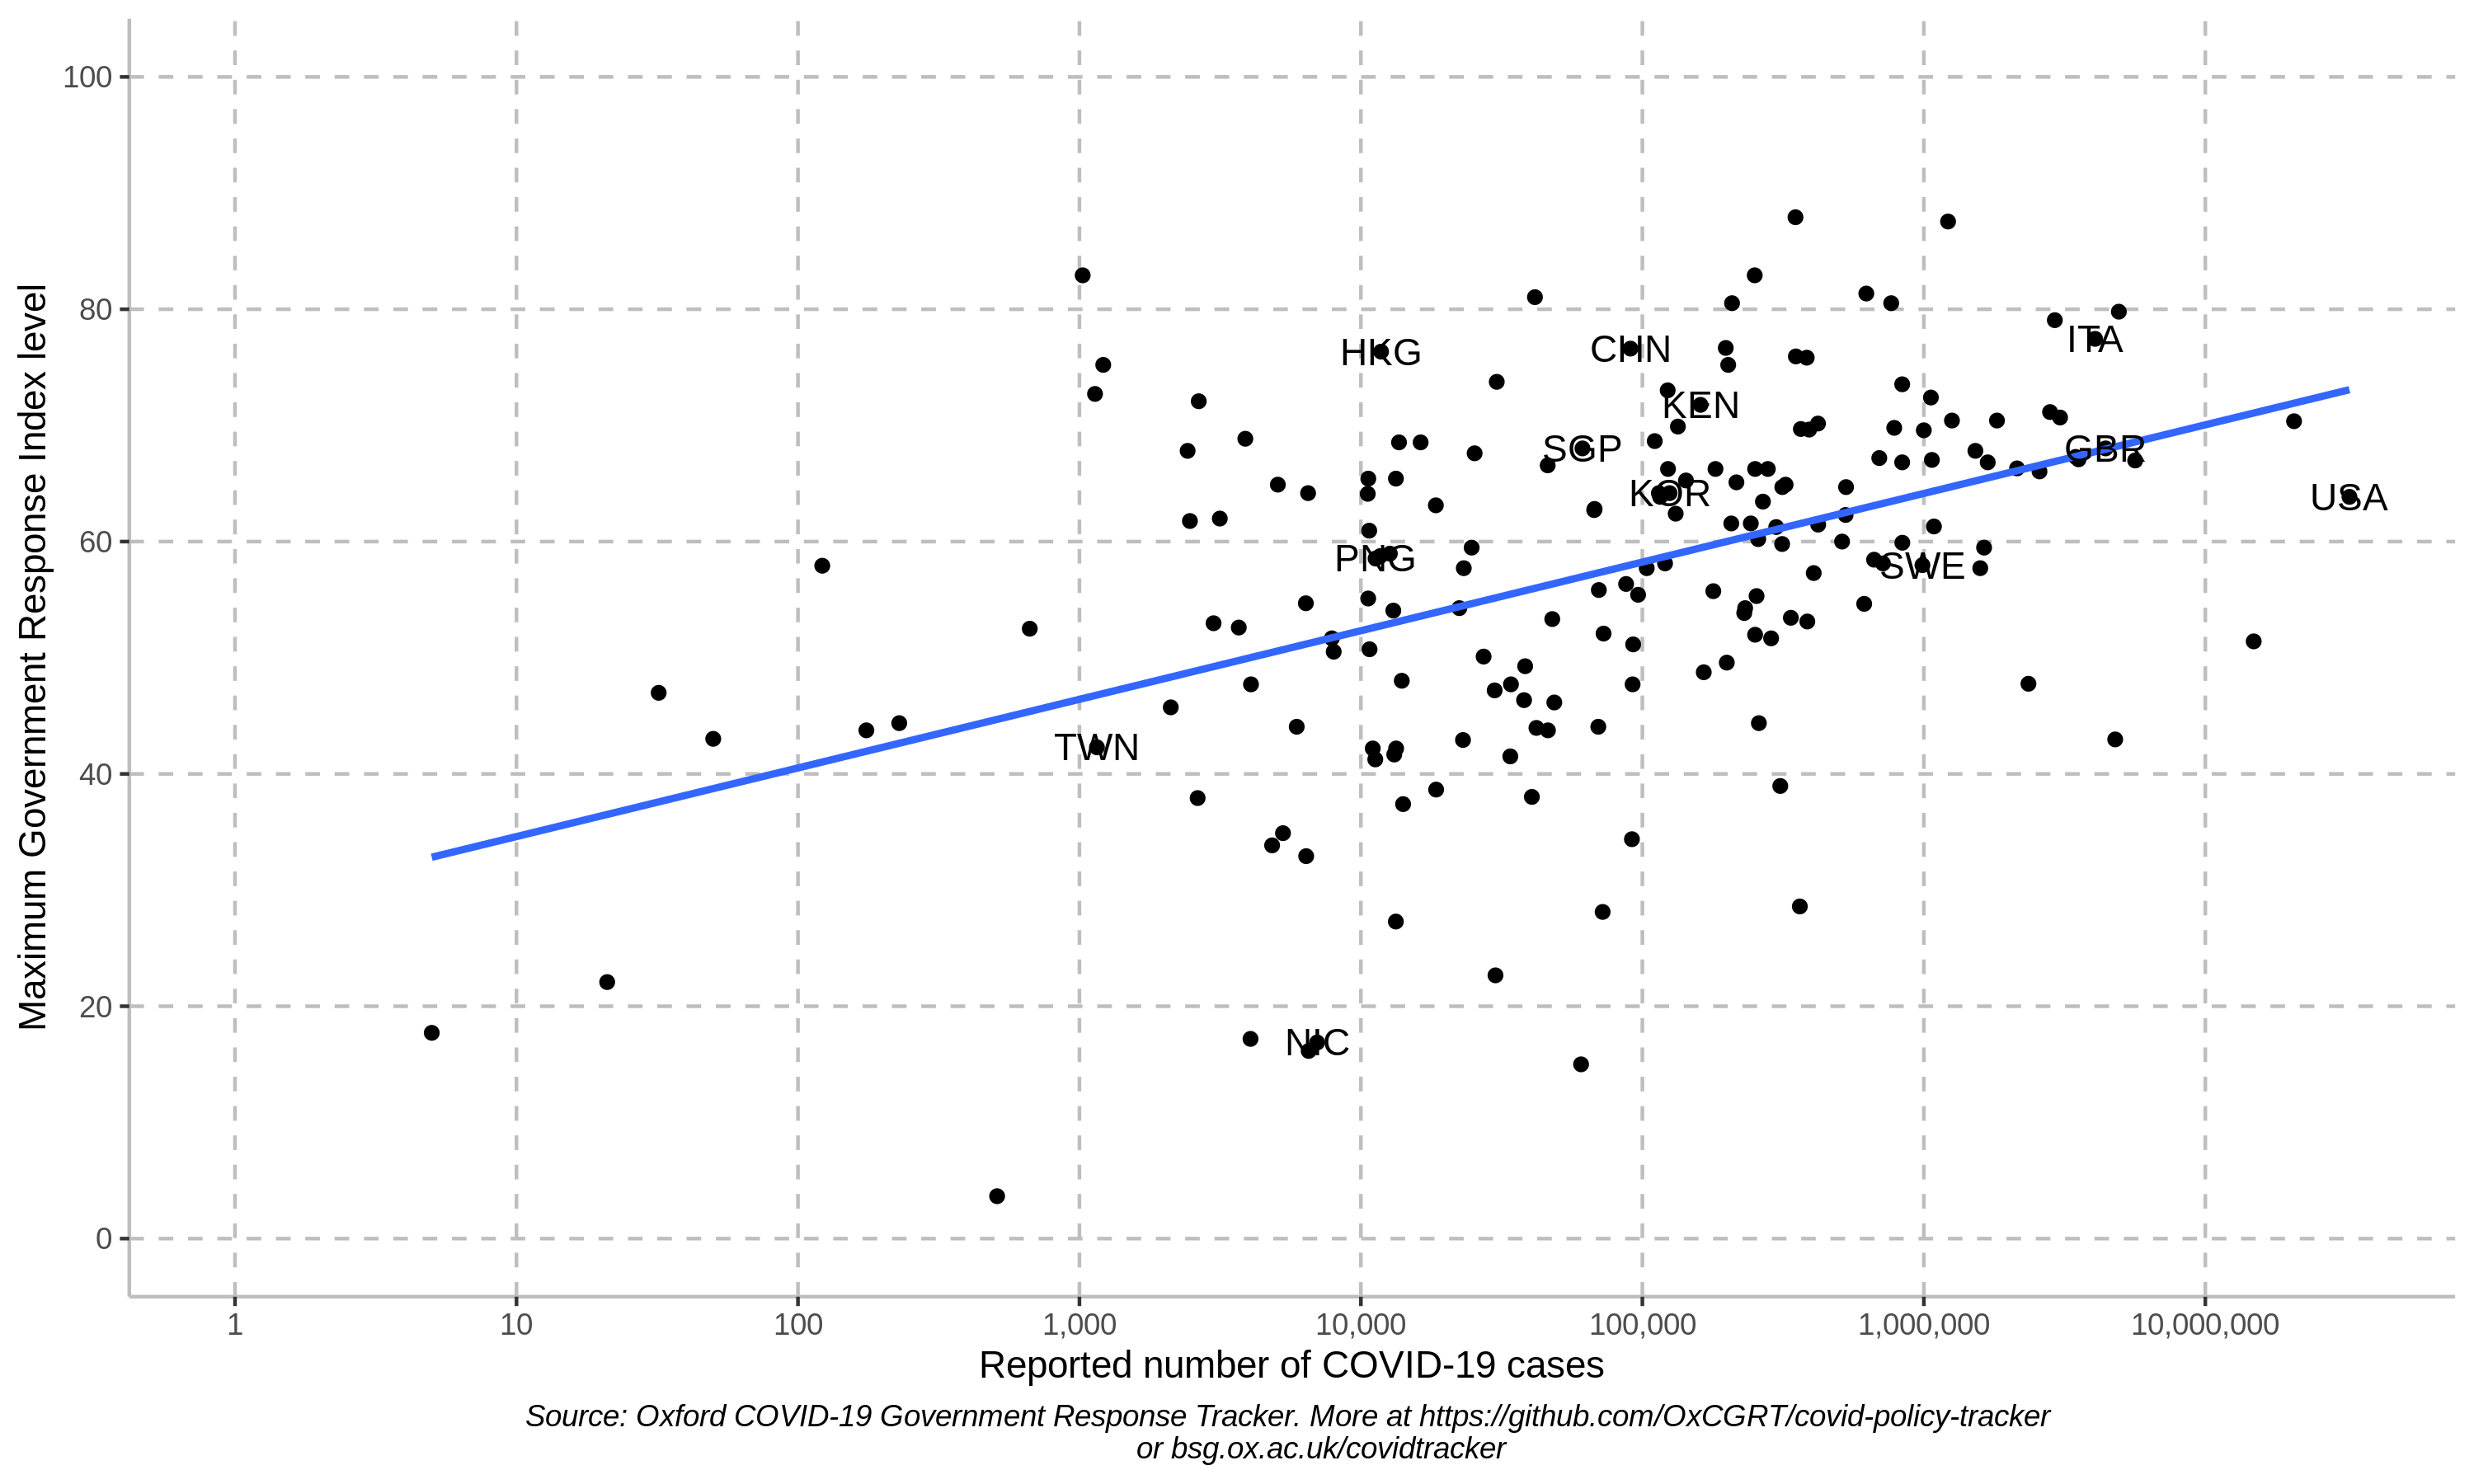 Maximum Government Response Index level
100
80
60
40
20
0
HKG
CHN
ITA
KEN
SGP
GBR
KOR
USA
PNG
SWE
TWN
NIC
1
10
100
1,000
10,000
100,000
1,000,000
10,000,000
Reported number of COVID-19 cases
Source: Oxford COVID-19 Government Response Tracker. More at https://github.com/OxCGRT/covid-policy-tracker
or bsg.ox.ac.uk/covidtracker